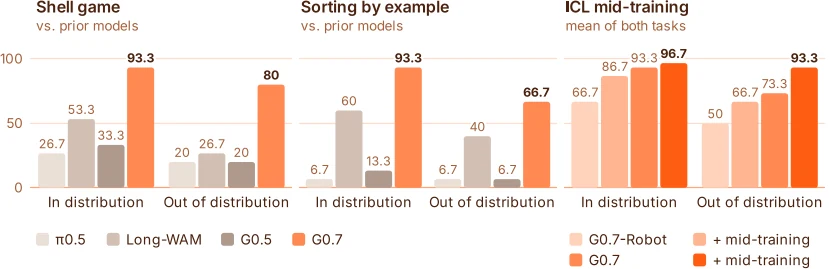 Shell game
vs. prior models
100
50
0
26.7
53.3
33.3
93.3
20
26.7
20
80
In distribution
Out of distribution
Sorting by example
vs. prior models
6.7
60
13.3
93.3
6.7
40
6.7
66.7
In distribution
Out of distribution
π0.5
Long-WAM
G0.5
G0.7
ICL mid-training
mean of both tasks
66.7
86.7
93.3
96.7
50
66.7
73.3
93.3
In distribution
Out of distribution
G0.7-Robot
+ mid-training
G0.7
+ mid-training